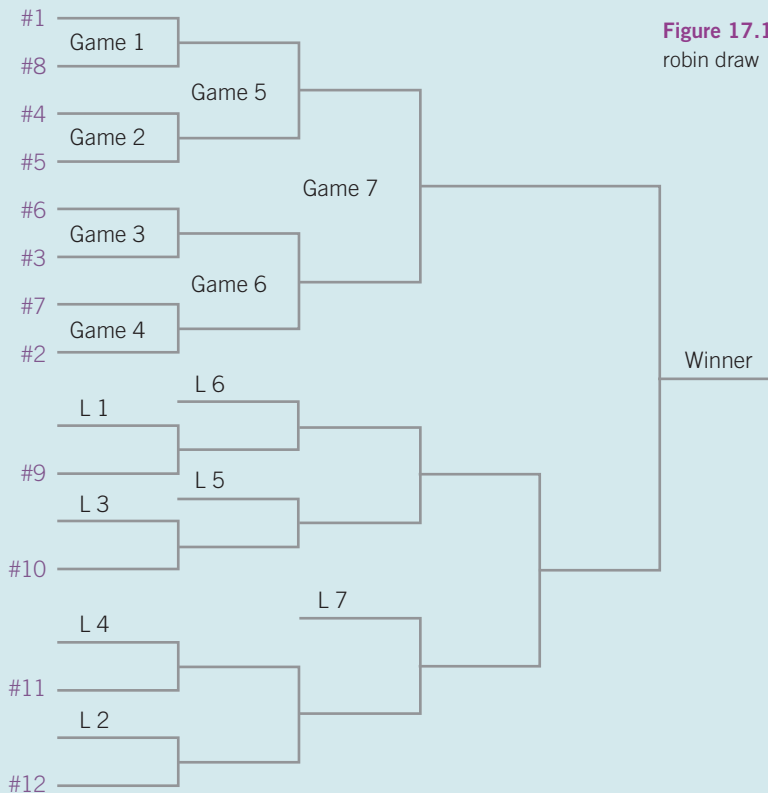 #1
Game 1
#8
Game 5
#4
Game 2
#5
Game 7
#6
Game 3
#3
Game 6
#7
Game 4
#2
Figure 17.1
robin draw
Winner
L 6
L 1
#9
L 5
L 3
#10
L 7
L 4
#11
L 2
#12